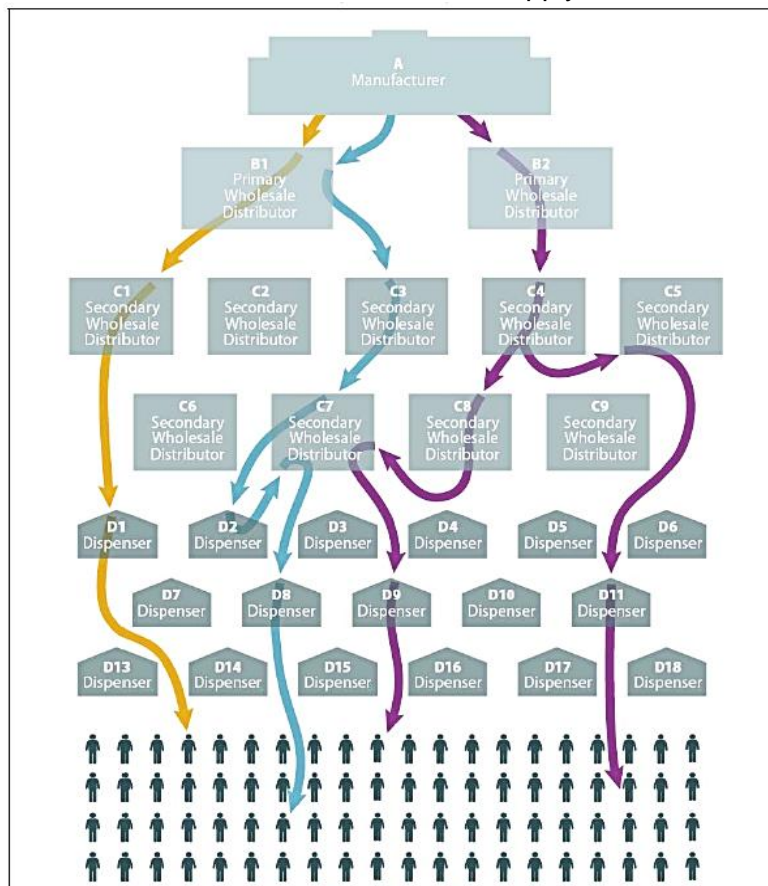 A
Manufacturer
B1
Primary
Wholesale
Distributor
B2
Primary
Wholesale
Distributor
C1
Secondary
Wholesale
Distributor
C2
Secondary
Wholesale
Distributor
C3
Secondary
Wholesale
Distributor
C4
Secondary
Wholesale
Distributor
C5
Secondary
Wholesale
Distributor
C6
Secondary
Wholesale
Distributor
C7
Secondary
Wholesale
Distributor
C8
Secondary
Wholesale
Distributor
C9
Secondary
Wholesale
Distributor
D1
Dispenser
D2
Dispenser
D3
Dispenser
D4
Dispenser
D5
Dispenser
D6
Dispenser
D7
Dispenser
D8
Dispenser
D9
Dispenser
D10
Dispenser
D11
Dispenser
D13
Dispenser
D14
Dispenser
D15
Dispenser
D16
Dispenser
D17
Dispenser
D18
Dispenser